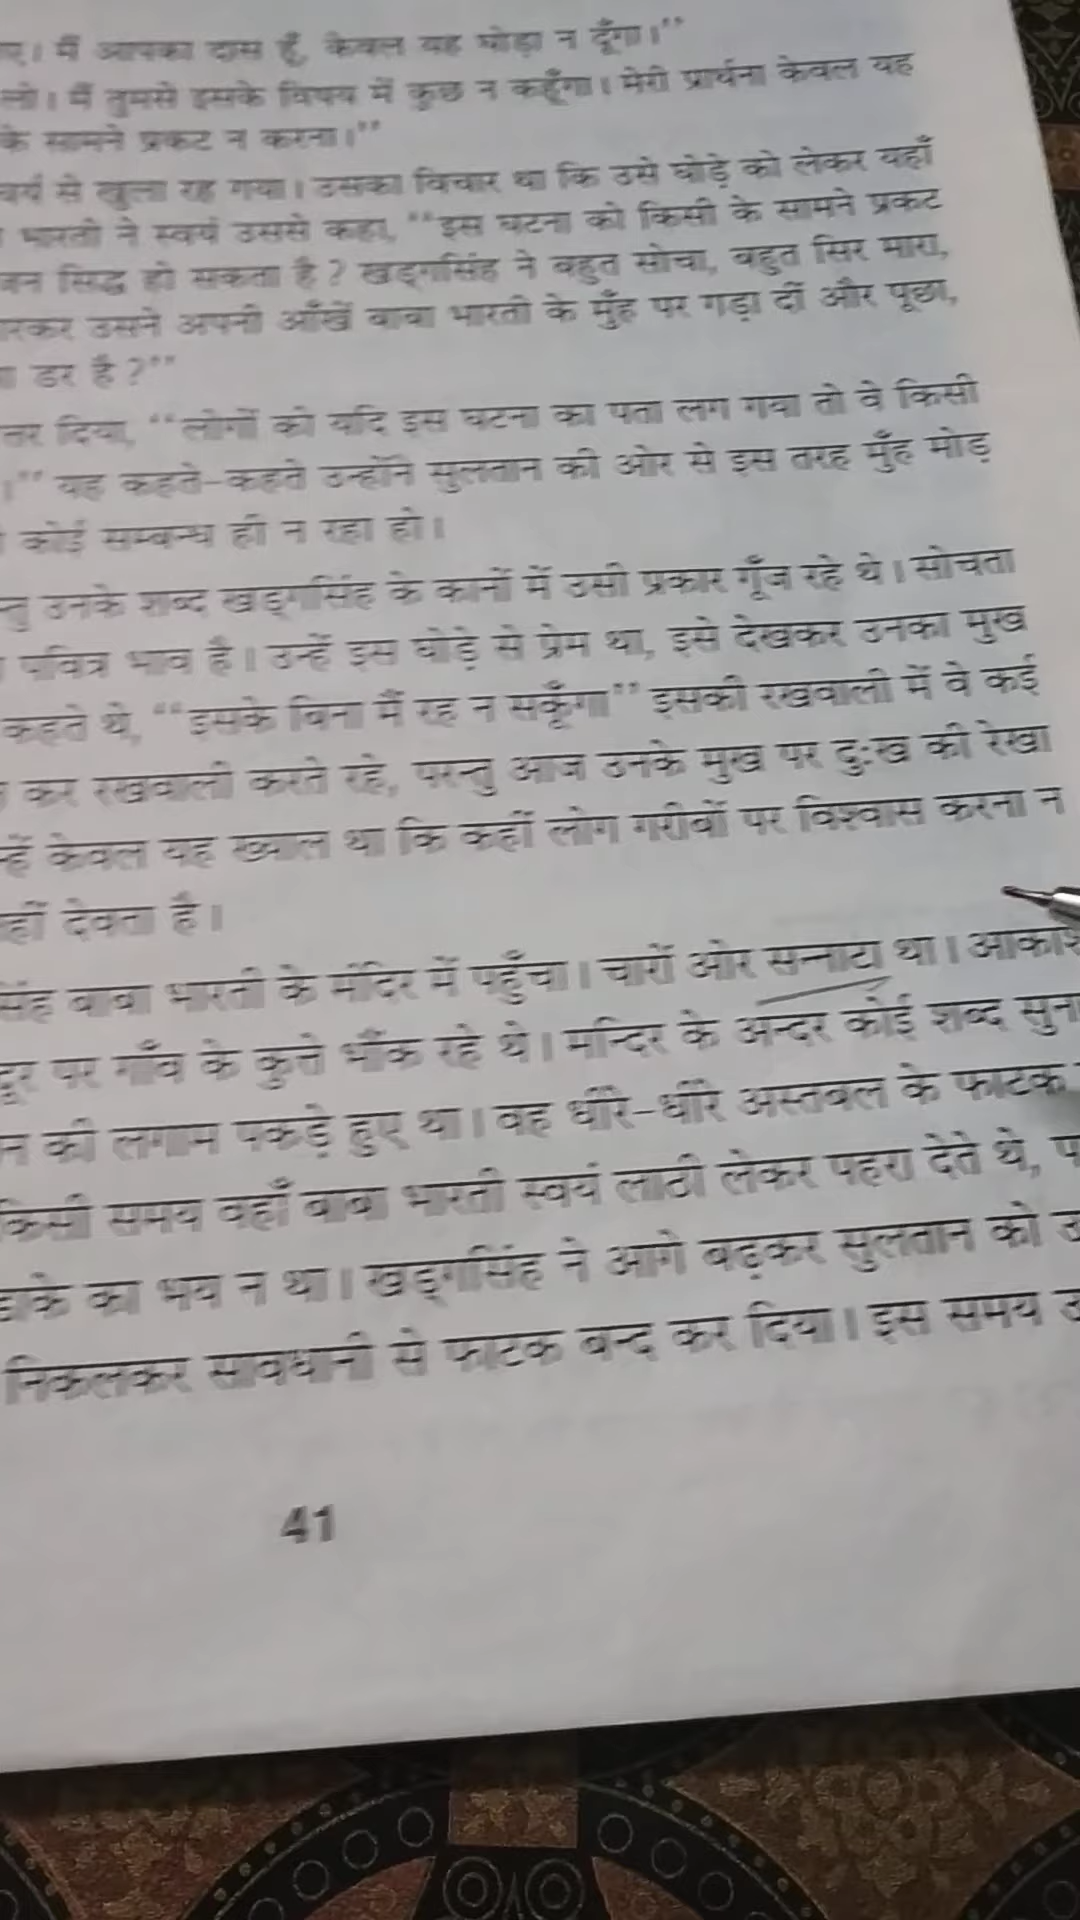 मैं आपका दास हूँ, केवल यह घोड़ा न दूँगा।”
लो। मैं तुमसे इसके विषय में कुछ न कहूँगा। मेरी प्रार्थना केवल यह
के सामने प्रकट न करना।”
से खुला रह गया। उसका विचार था कि उसे घोड़े को लेकर यहाँ
भारती ने स्वयं उससे कहा, “इस घटना को किसी के सामने प्रकट
सिद्ध हो सकता है ? खड्गसिंह ने बहुत सोचा, बहुत सिर मारा,
उसने अपनी आँखें बाबा भारती के मुँह पर गड़ा दीं और पूछा,
डर है ?”
दिया, “लोगों को यदि इस घटना का पता लग गया तो वे किसी
।” यह कहते-कहते उन्होंने सुलतान की ओर से इस तरह मुँह मोड़
कोई सम्बन्ध ही न रहा हो।
उनके शब्द खड्गसिंह के कानों में उसी प्रकार गूँज रहे थे। सोचता
पवित्र भाव है। उन्हें इस घोड़े से प्रेम था, इसे देखकर उनका मुख
कहते थे, “इसके बिना मैं रह न सकूँगा” इसकी रखवाली में वे कई
कर रखवाली करते रहे, परन्तु आज उनके मुख पर दुःख की रेखा
केवल यह ख्याल था कि कहीं लोग गरीबों पर विश्वास करना न
देवता है।
बाबा भारती के मंदिर में पहुँचा। चारों ओर सन्नाटा था। आकाश
पर गाँव के कुत्ते भौंक रहे थे। मन्दिर के अन्दर कोई शब्द
की लगाम पकड़े हुए था। वह धीरे-धीरे अस्तबल के फाटक
किसी समय वहाँ बाबा भारती स्वयं लाठी लेकर पहरा देते थे,
का भय न था। खड्गसिंह ने आगे बढ़कर सुलतान को
निकलकर सावधानी से फाटक बन्द कर दिया। इस समय
41